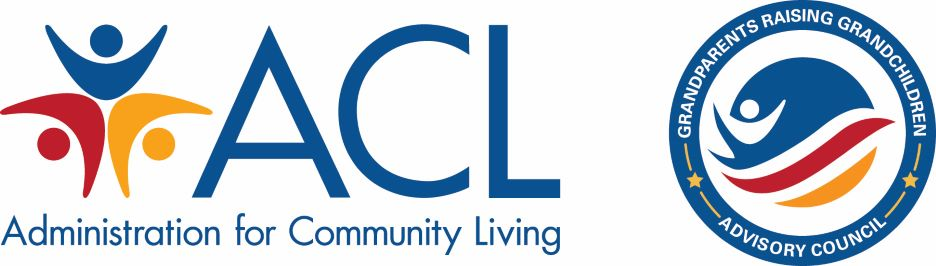 ACL
Administration for Community Living
GRANDPARENTS RAISING GRANDCHILDREN
ADVISORY COUNCIL